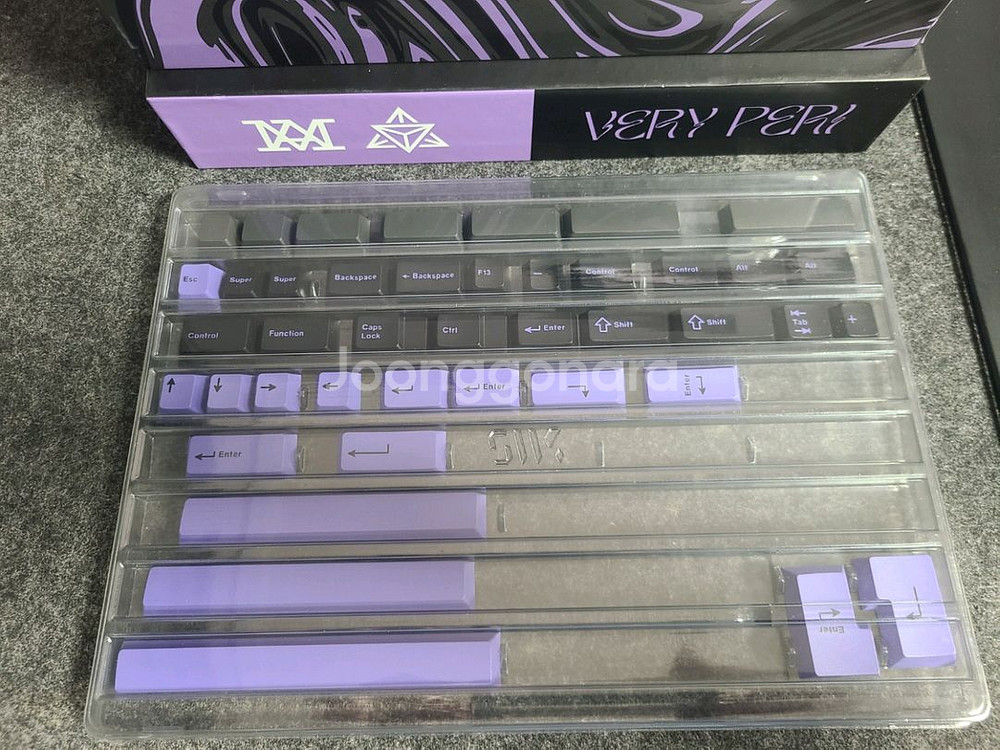 VERY PERI
Esc Super Super Backspace ← Backspace F13 - Control Control Alt Alt
Control Function Caps Lock Ctrl ↵ Enter ⇧ Shift ⇧ Shift Tab +
↑ ↓ → ← ↵ ↵ Enter ↵ Enter ↵
Joonggonara
↵ Enter ↵
SW
Enter